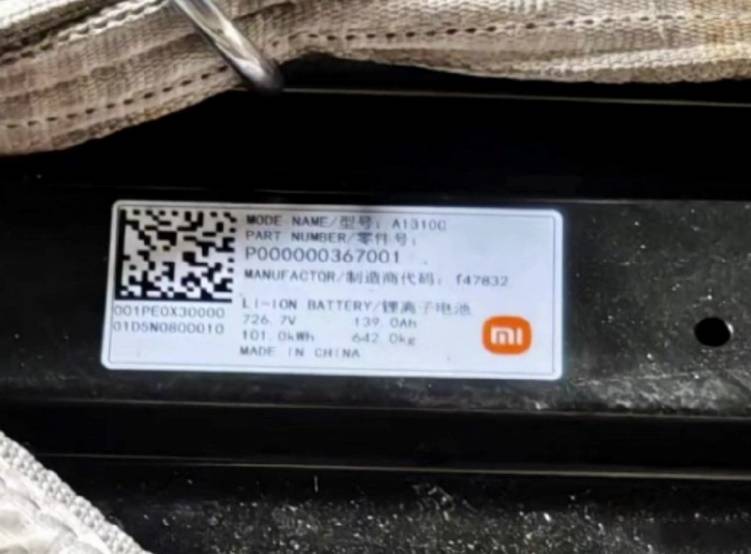 MODE NAME/型号: A1310C
PART NUMBER/零件号:
P000000367001
MANUFACTOR/制造商代码: f47832
001PE0X30000
01D5N0800010
LI-ION BATTERY/锂离子电池
726.7V 139.0Ah
101.0kWh 642.0kg
MADE IN CHINA
mi